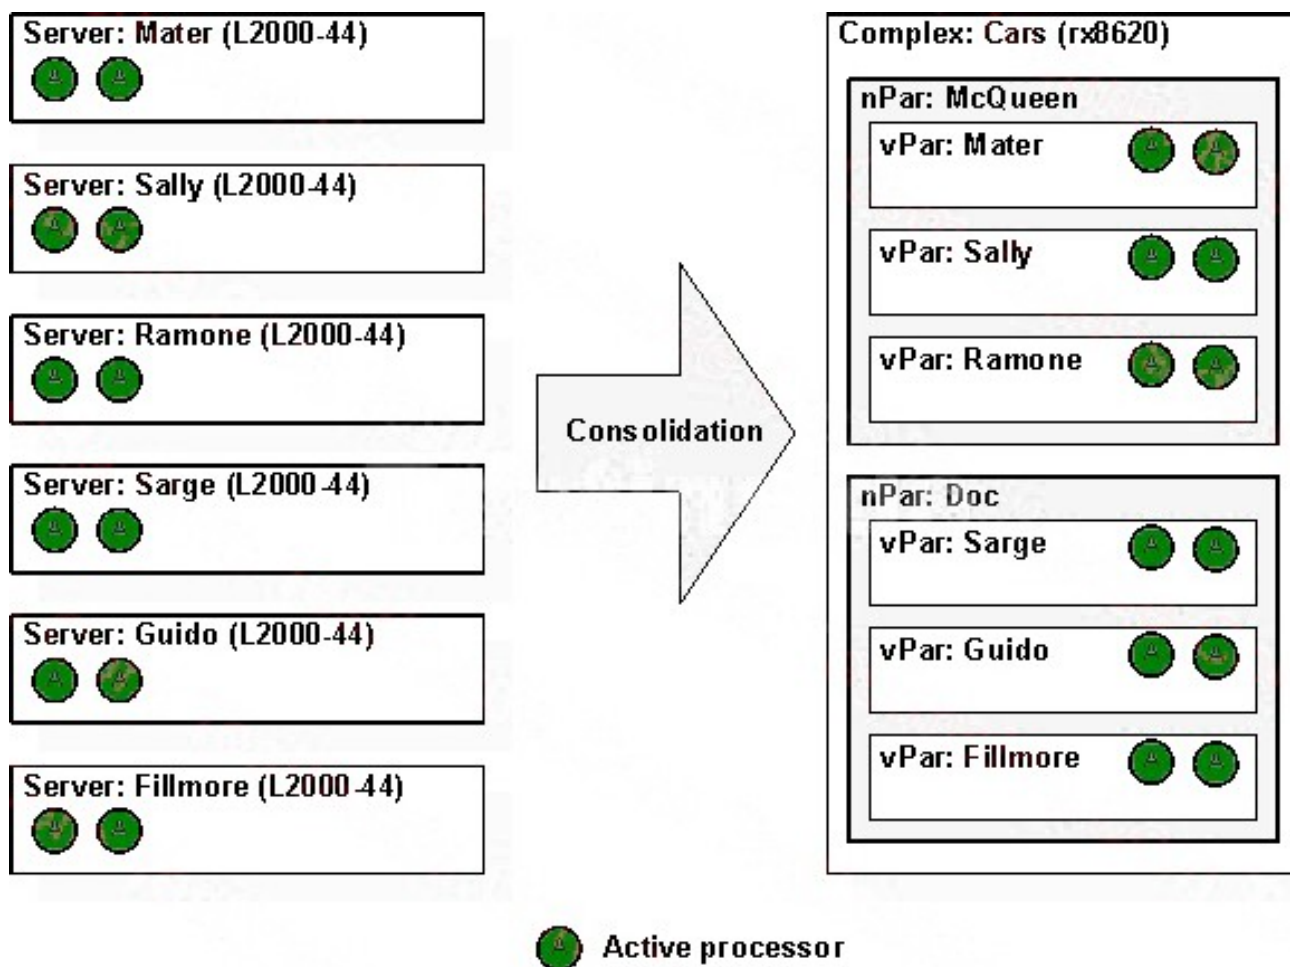 Server: Mater (L2000-44)
Server: Sally (L2000-44)
Server: Ramone (L2000-44)
Server: Sarge (L2000-44)
Server: Guido (L2000-44)
Server: Fillmore (L2000-44)
Consolidation
Complex: Cars (rx8620)
nPar: McQueen
vPar: Mater
vPar: Sally
vPar: Ramone
nPar: Doc
vPar: Sarge
vPar: Guido
vPar: Fillmore
Active processor